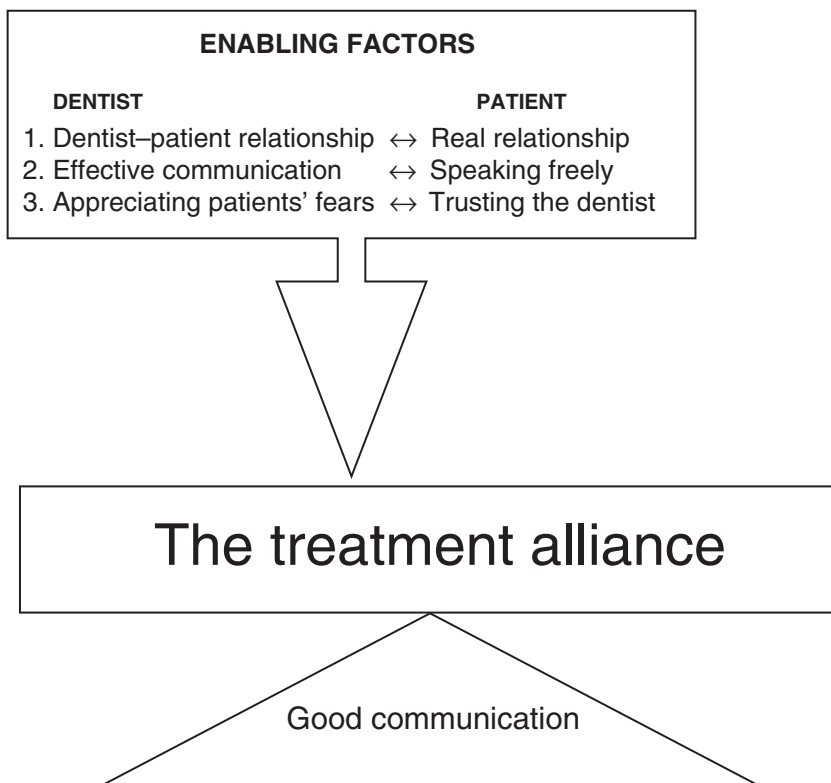 ENABLING FACTORS
DENTIST PATIENT
1. Dentist–patient relationship ↔ Real relationship
2. Effective communication ↔ Speaking freely
3. Appreciating patients’ fears ↔ Trusting the dentist
The treatment alliance
Good communication